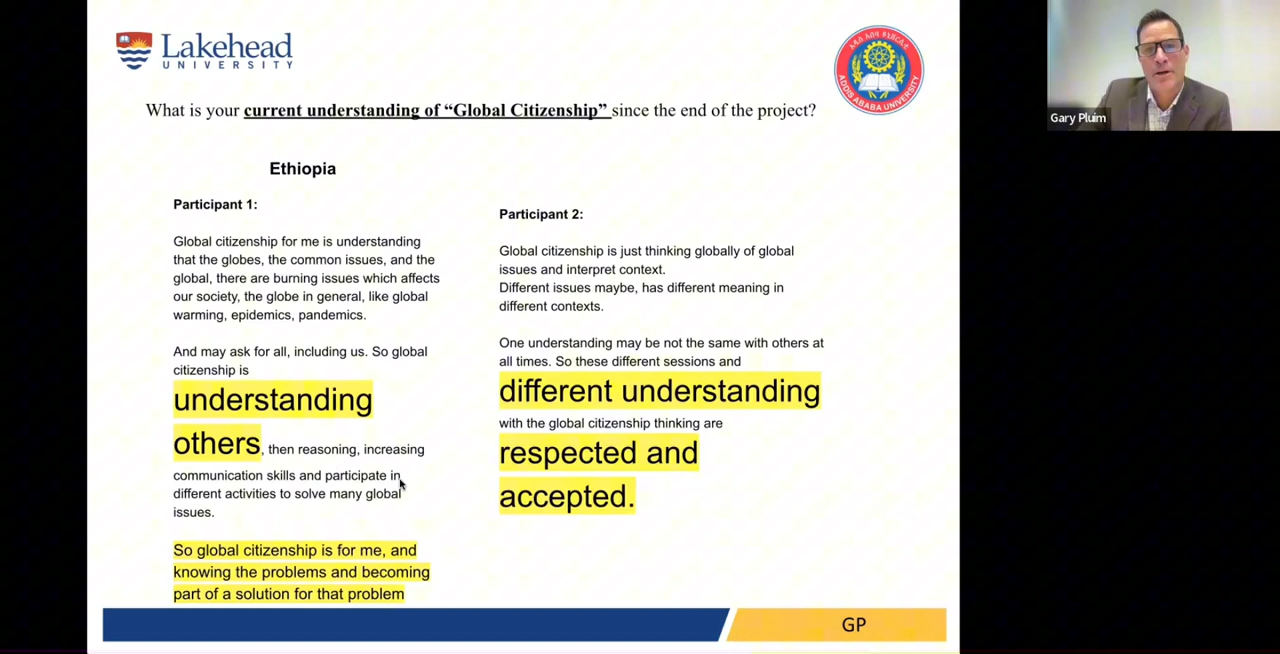 Lakehead
UNIVERSITY
ADDIS ABABA UNIVERSITY
What is your current understanding of “Global Citizenship” since the end of the project?
Gary Pluim
Ethiopia
Participant 1:
Global citizenship for me is understanding
that the globes, the common issues, and the
global, there are burning issues which affects
our society, the globe in general, like global
warming, epidemics, pandemics.
And may ask for all, including us. So global
citizenship is
understanding
others, then reasoning, increasing
communication skills and participate in
different activities to solve many global
issues.
So global citizenship is for me, and
knowing the problems and becoming
part of a solution for that problem
Participant 2:
Global citizenship is just thinking globally of global
issues and interpret context.
Different issues maybe, has different meaning in
different contexts.
One understanding may be not the same with others at
all times. So these different sessions and
different understanding
with the global citizenship thinking are
respected and
accepted.
GP